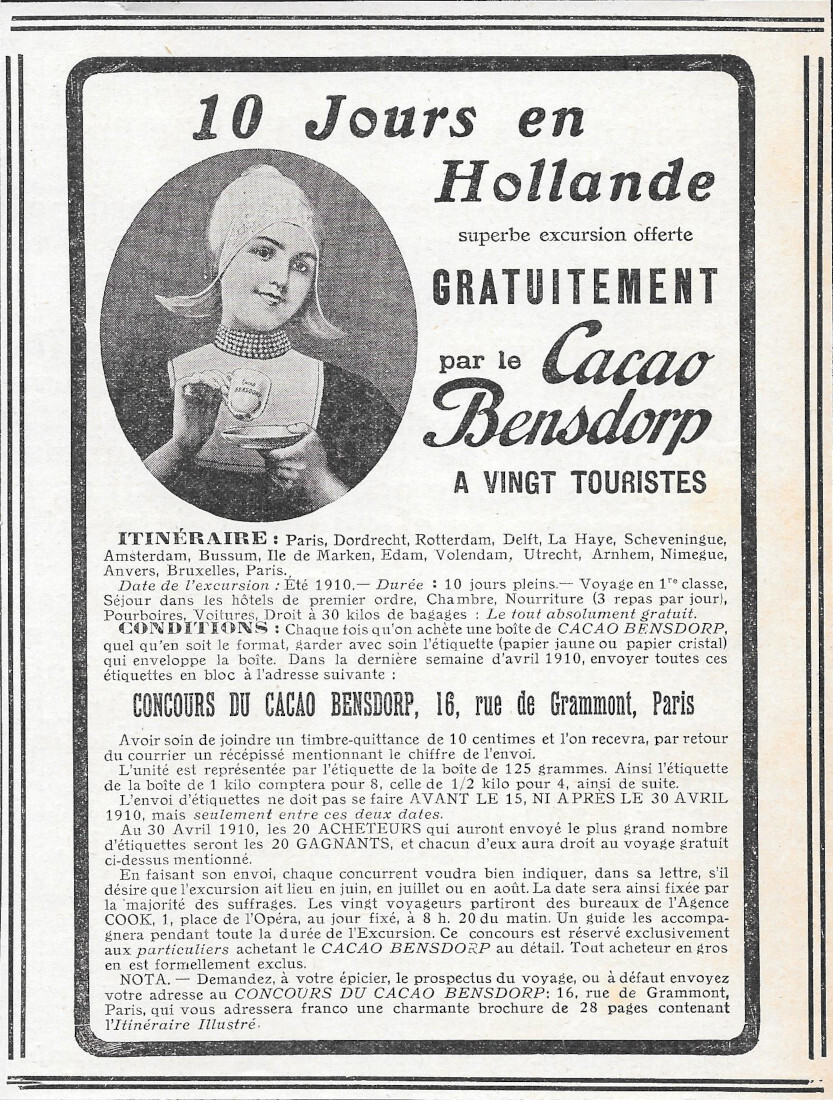 10 Jours en
Hollande
superbe excursion offerte
GRATUITEMENT
par le Cacao
Bensdorp
A VINGT TOURISTES
Cacao
BENSDORP
ITINÉRAIRE : Paris, Dordrecht, Rotterdam, Delft, La Haye, Scheveningue,
Amsterdam, Bussum, Ile de Marken, Edam, Volendam, Utrecht, Arnhem, Nimegue,
Anvers, Bruxelles, Paris.
Date de l'excursion : Été 1910.— Durée : 10 jours pleins.— Voyage en 1re classe,
Séjour dans les hôtels de premier ordre, Chambre, Nourriture (3 repas par jour),
Pourboires, Voitures, Droit à 30 kilos de bagages : Le tout absolument gratuit.
CONDITIONS : Chaque fois qu'on achète une boîte de CACAO BENSDORP,
quel qu'en soit le format, garder avec soin l'étiquette (papier jaune ou papier cristal)
qui enveloppe la boîte. Dans la dernière semaine d'avril 1910, envoyer toutes ces
étiquettes en bloc à l'adresse suivante :
CONCOURS DU CACAO BENSDORP, 16, rue de Grammont, Paris
Avoir soin de joindre un timbre-quittance de 10 centimes et l'on recevra, par retour
du courrier un récépissé mentionnant le chiffre de l'envoi.
L'unité est représentée par l'étiquette de la boîte de 125 grammes. Ainsi l'étiquette
de la boîte de 1 kilo comptera pour 8, celle de 1/2 kilo pour 4, ainsi de suite.
L'envoi d'étiquettes ne doit pas se faire AVANT LE 15, NI APRÈS LE 30 AVRIL
1910, mais seulement entre ces deux dates.
Au 30 Avril 1910, les 20 ACHETEURS qui auront envoyé le plus grand nombre
d'étiquettes seront les 20 GAGNANTS, et chacun d'eux aura droit au voyage gratuit
ci-dessus mentionné.
En faisant son envoi, chaque concurrent voudra bien indiquer, dans sa lettre, s'il
désire que l'excursion ait lieu en juin, en juillet ou en août. La date sera ainsi fixée par
la majorité des suffrages. Les vingt voyageurs partiront des bureaux de l'Agence
COOK, 1, place de l'Opéra, au jour fixé, à 8 h. 20 du matin. Un guide les accompa-
gnera pendant toute la durée de l'Excursion. Ce concours est réservé exclusivement
aux particuliers achetant le CACAO BENSDORP au détail. Tout acheteur en gros
en est formellement exclus.
NOTA. — Demandez, à votre épicier, le prospectus du voyage, ou à défaut envoyez
votre adresse au CONCOURS DU CACAO BENSDORP: 16, rue de Grammont,
Paris, qui vous adressera franco une charmante brochure de 28 pages contenant
l'Itinéraire Illustré.